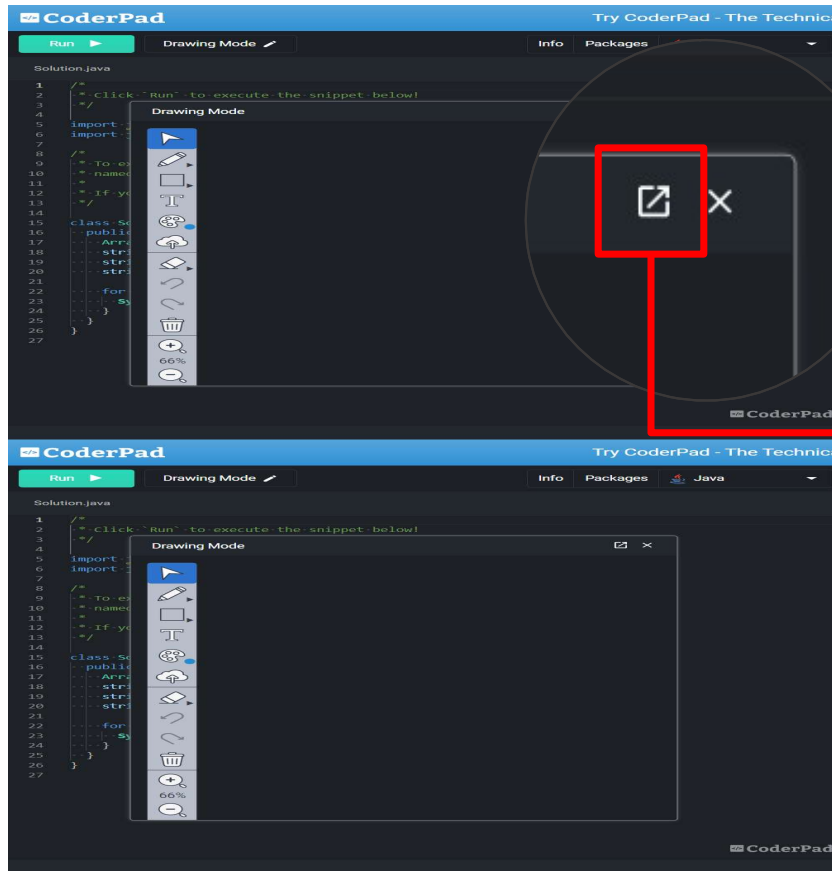 CoderPad
Try CoderPad - The Technic
Run
Drawing Mode
Info
Packages
Solution.java
1 /*
2 * Click `Run` to execute the snippet below!
3 */
4
5 import
6 import
7
8 /*
9 * To e
10 * name
11 *
12 * If yo
13 */
14
15 class So
16 publi
17 Arra
18 stri
19 stri
20 stri
21
22 for
23 Sy
24 }
25 }
26 }
27
Drawing Mode
T
66%
CoderPad
CoderPad
Try CoderPad - The Technic
Run
Drawing Mode
Info
Packages
Java
Solution.java
1 /*
2 * Click `Run` to execute the snippet below!
3 */
4
5 import
6 import
7
8 /*
9 * To e
10 * name
11 *
12 * If yo
13 */
14
15 class So
16 publi
17 Arra
18 stri
19 stri
20 stri
21
22 for
23 Sy
24 }
25 }
26 }
27
Drawing Mode
T
66%
CoderPad